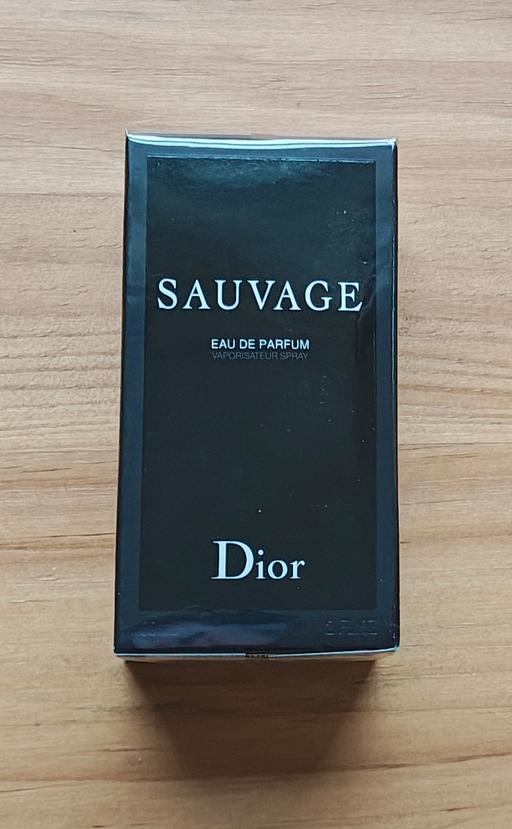 SAUVAGE
EAU DE PARFUM
VAPORISATEUR SPRAY
Dior